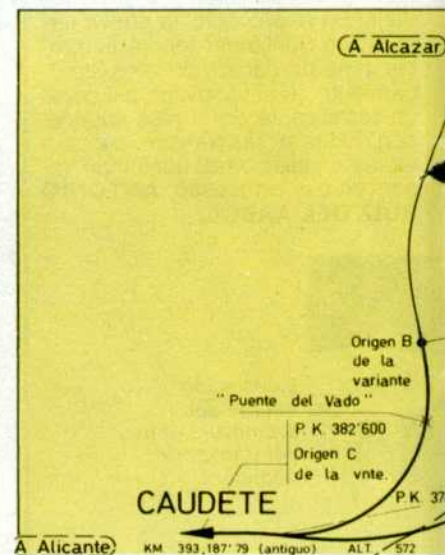 A Alcazar
Origen B
de la
variante
"Puente del Vado"
P. K. 382'600
Origen C
de la vnte.
CAUDETE
P. K. 37
A Alicante
KM. 393,187'79 (antiguo) ALT., 572